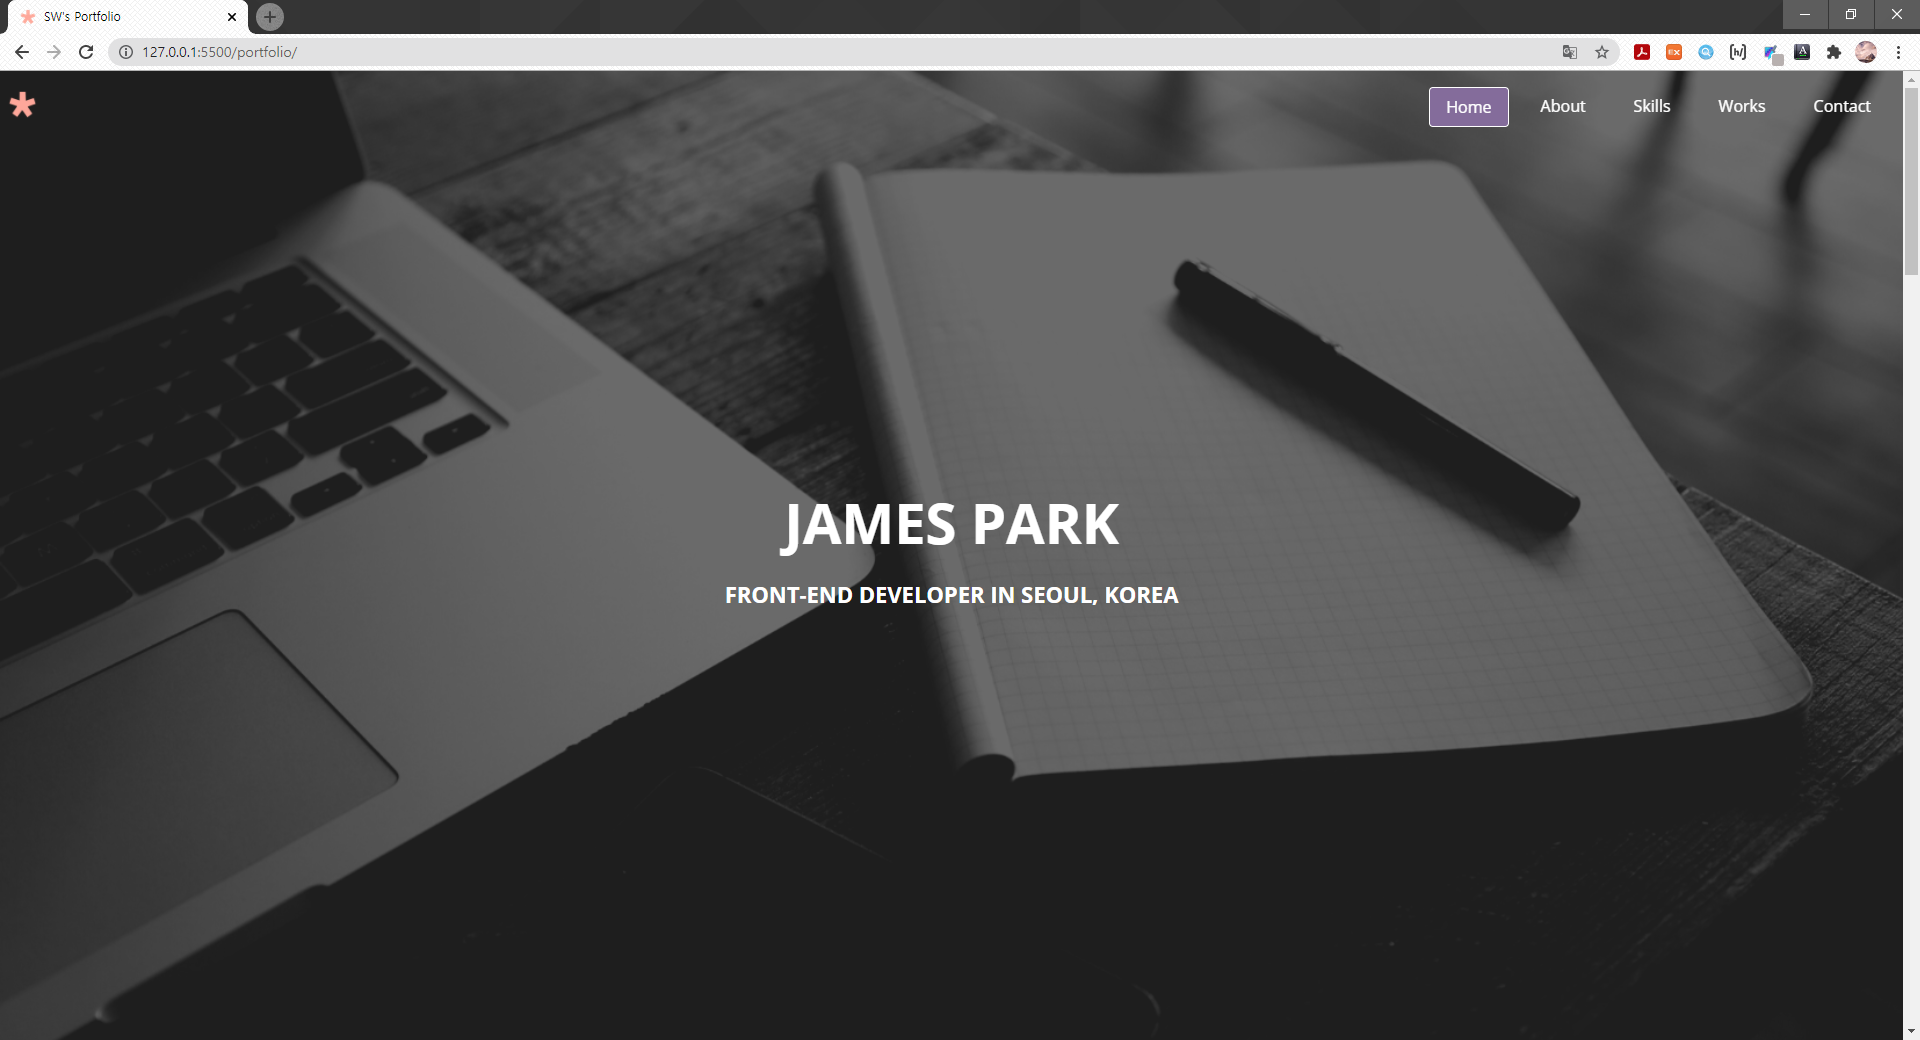 SW's Portfolio
127.0.0.1:5500/portfolio/
Home About Skills Works Contact
JAMES PARK
FRONT-END DEVELOPER IN SEOUL, KOREA